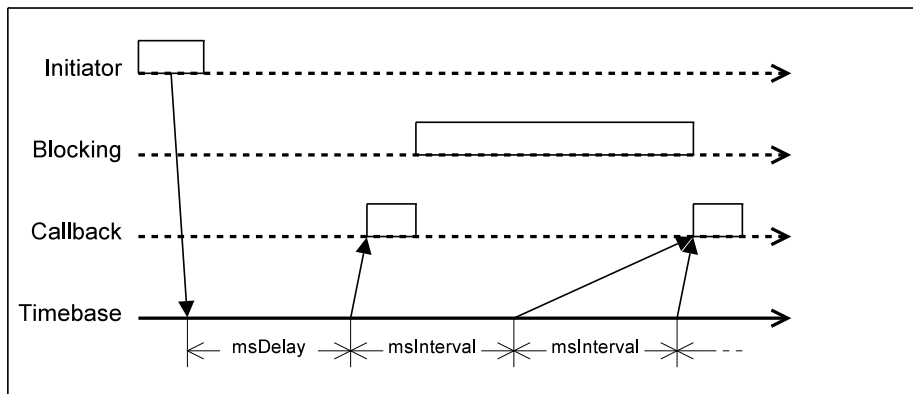 Initiator
Blocking
Callback
Timebase
msDelay msInterval msInterval